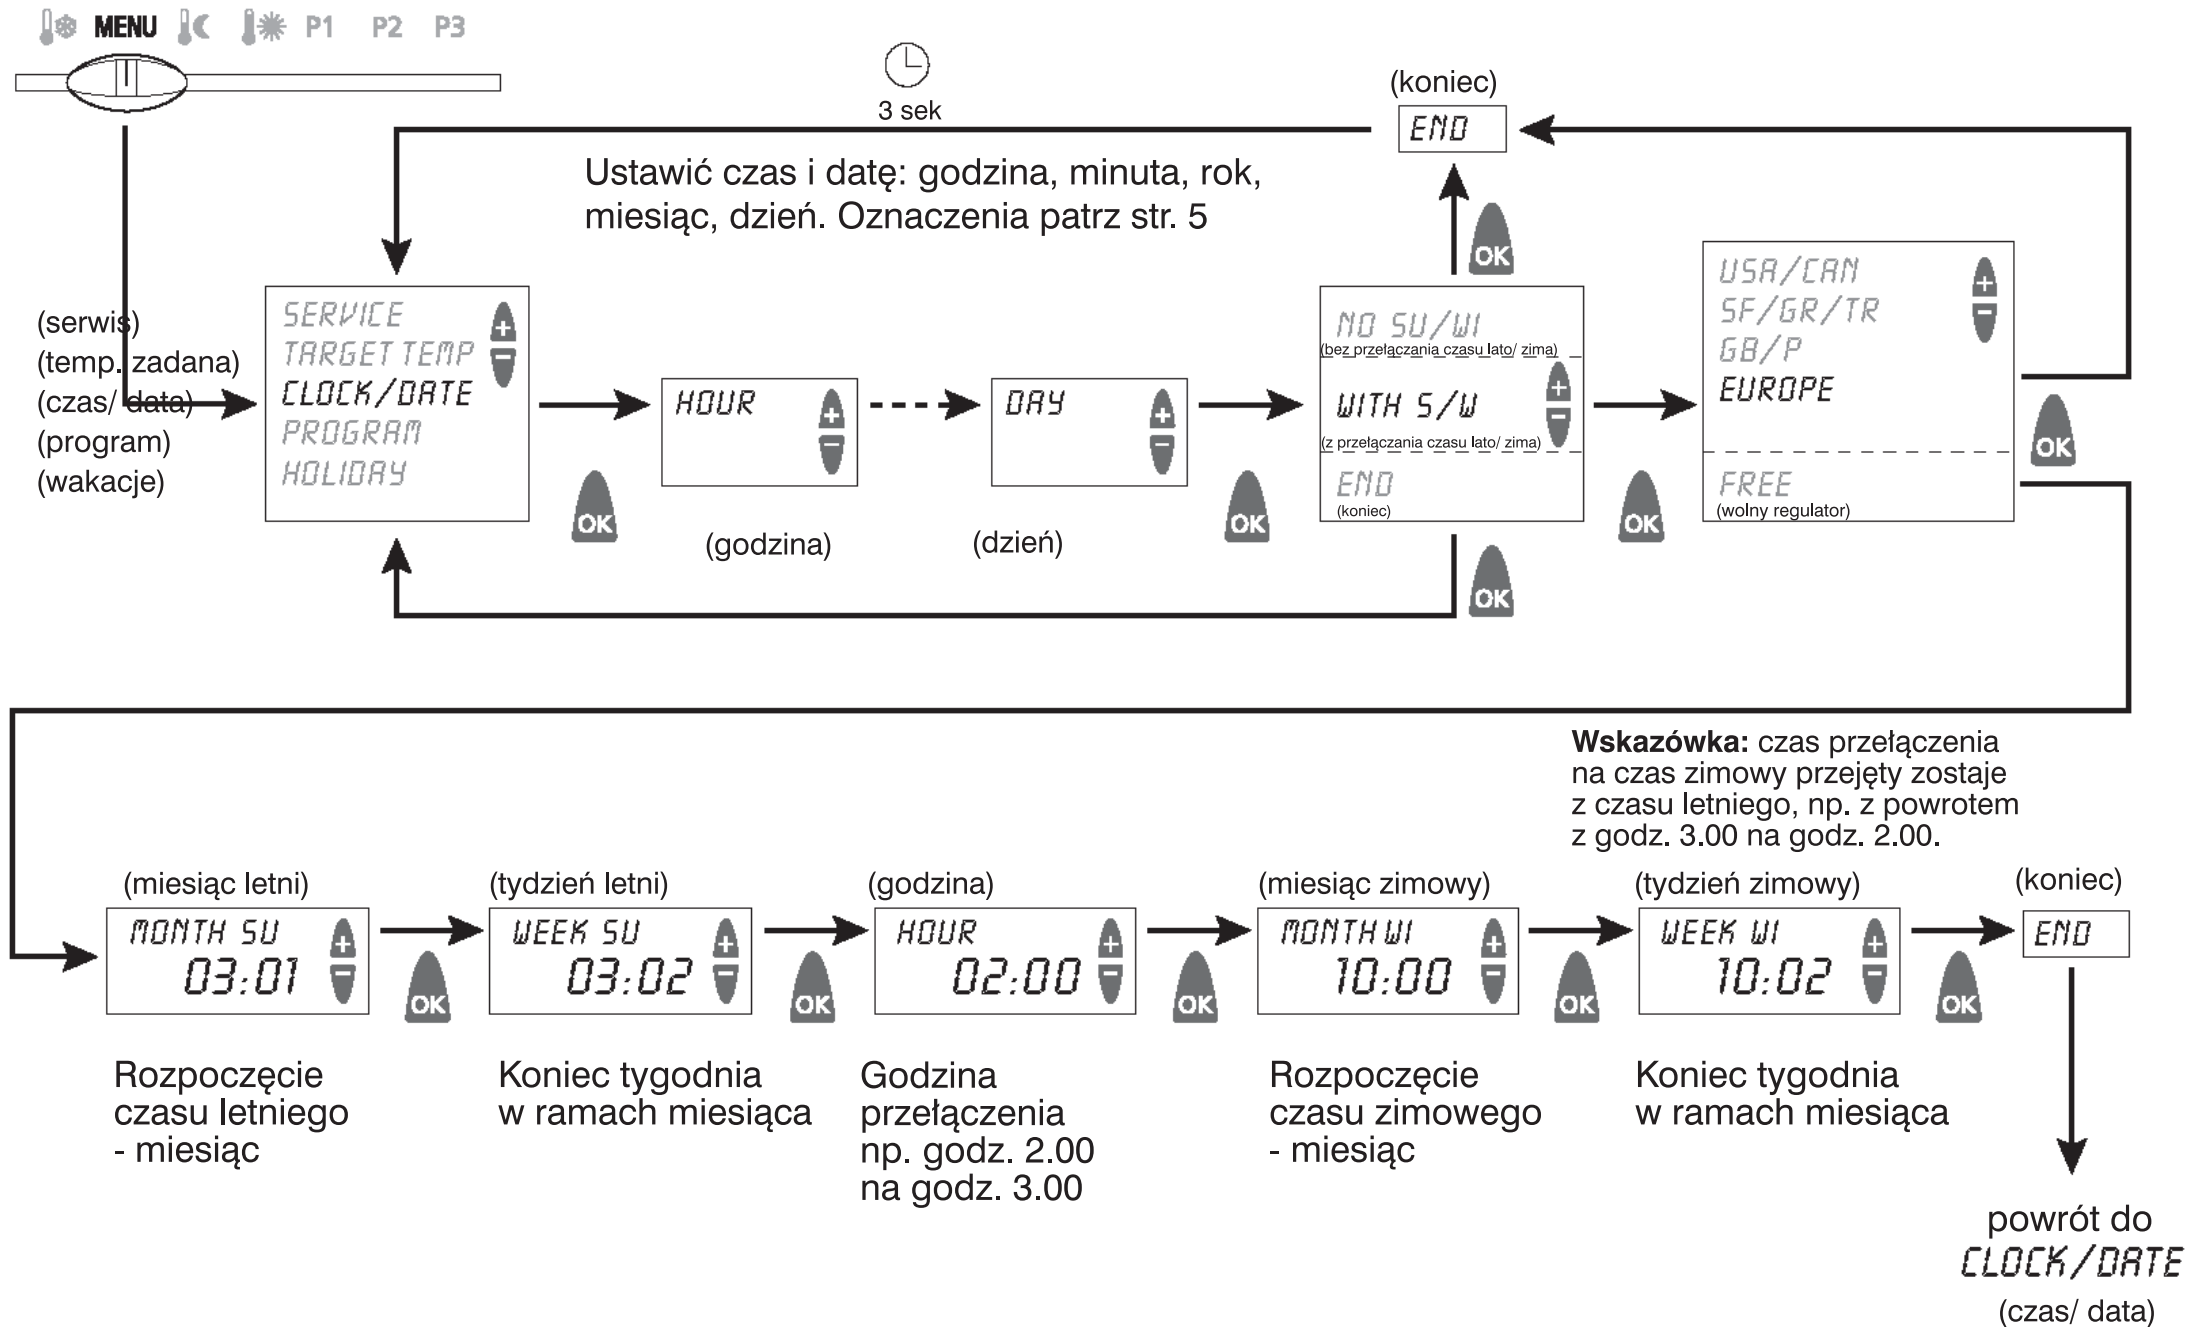 MENU P1 P2 P3
3 sek
(koniec)
END
Ustawić czas i datę: godzina, minuta, rok,
miesiąc, dzień. Oznaczenia patrz str. 5
OK
(serwis)
(temp. zadana)
(czas/ data)
(program)
(wakacje)
SERVICE
TARGET TEMP
CLOCK/DATE
PROGRAM
HOLIDAY
+
-
OK
HOUR
+
-
(godzina)
DAY
+
-
(dzień)
OK
NO SU/WI
(bez przełączania czasu lato/ zima)
WITH S/W
(z przełączania czasu lato/ zima)
END
(koniec)
+
-
OK
OK
USA/CAN
SF/GR/TR
GB/P
EUROPE
FREE
(wolny regulator)
+
-
OK
Wskazówka: czas przełączenia
na czas zimowy przejęty zostaje
z czasu letniego, np. z powrotem
z godz. 3.00 na godz. 2.00.
(miesiąc letni)
MONTH SU
03:01
+
-
OK
Rozpoczęcie
czasu letniego
- miesiąc
(tydzień letni)
WEEK SU
03:02
+
-
OK
Koniec tygodnia
w ramach miesiąca
(godzina)
HOUR
02:00
+
-
OK
Godzina
przełączenia
np. godz. 2.00
na godz. 3.00
(miesiąc zimowy)
MONTH WI
10:00
+
-
OK
Rozpoczęcie
czasu zimowego
- miesiąc
(tydzień zimowy)
WEEK WI
10:02
+
-
OK
Koniec tygodnia
w ramach miesiąca
(koniec)
END
powrót do
CLOCK/DATE
(czas/ data)